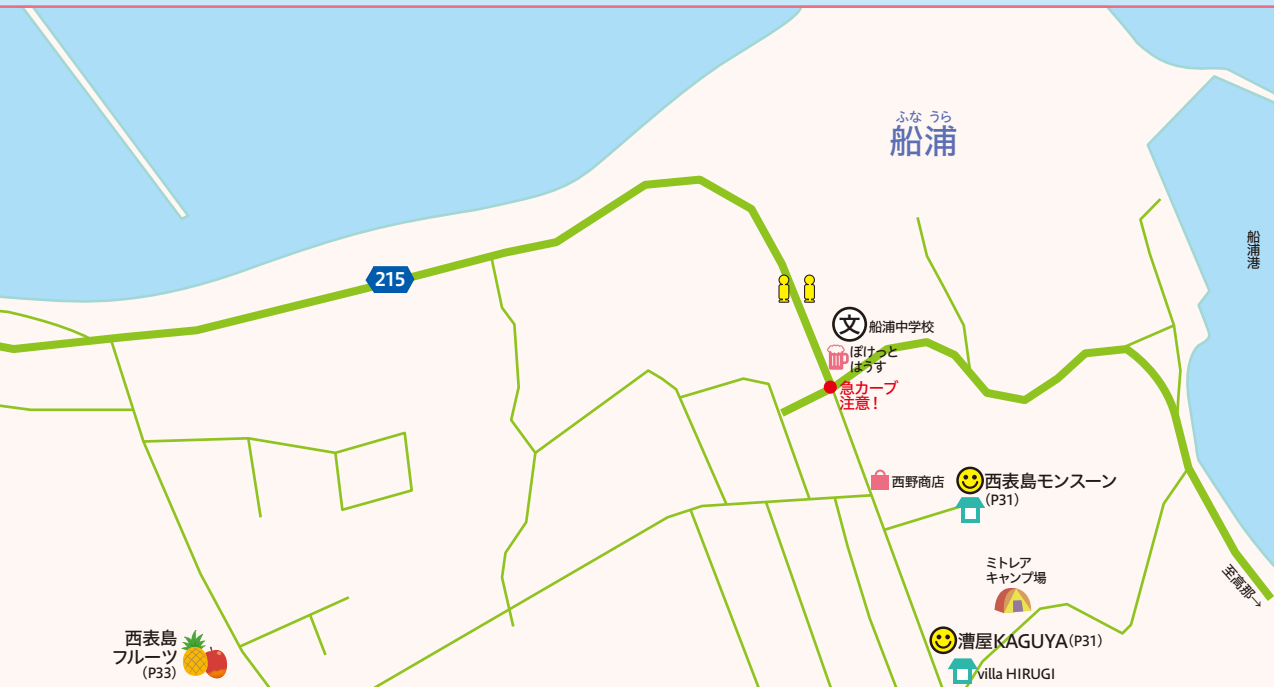 ふな うら
船浦
船浦港
215
文
船浦中学校
ぽけっと
はうす
急カーブ
注意！
西野商店
西表島モンスーン
(P31)
ミトレア
キャンプ場
至高那→
西表島
フルーツ
(P33)
漕屋KAGUYA(P31)
villa HIRUGI